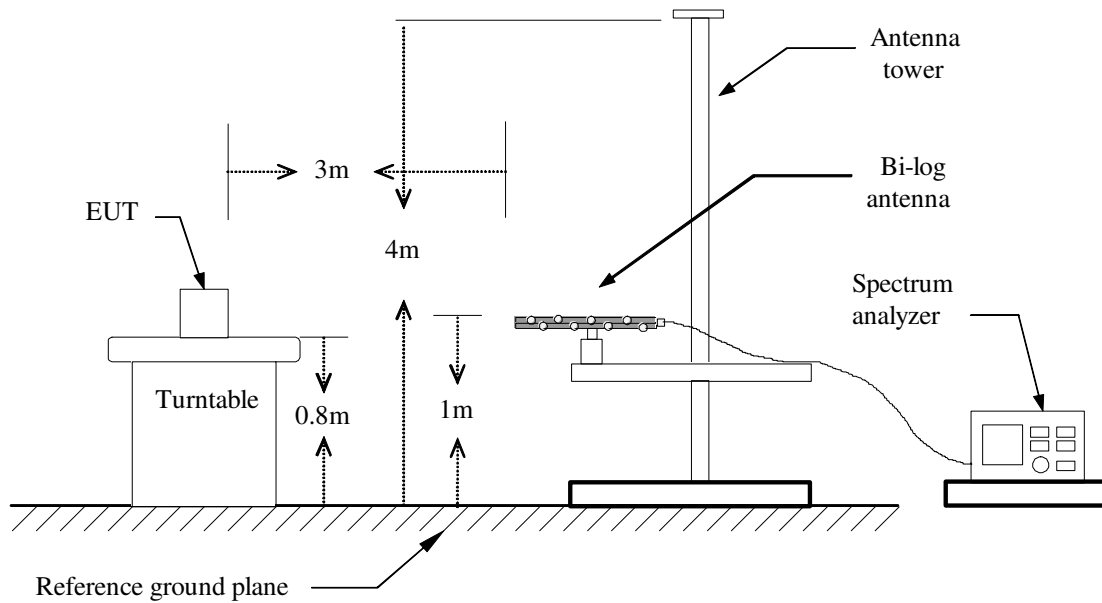 Antenna
tower
3m
Bi-log
antenna
EUT
4m
Spectrum
analyzer
Turntable
0.8m
1m
Reference ground plane